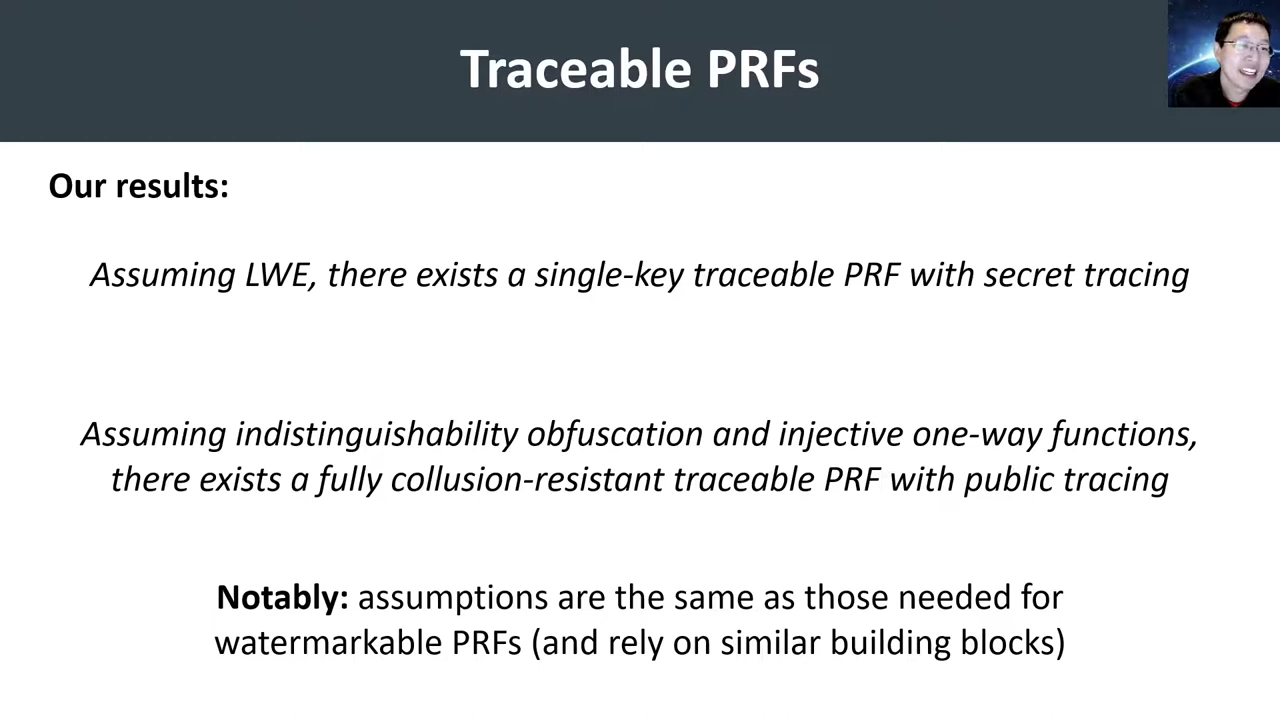 Traceable PRFs
Our results:
Assuming LWE, there exists a single-key traceable PRF with secret tracing
Assuming indistinguishability obfuscation and injective one-way functions,
there exists a fully collusion-resistant traceable PRF with public tracing
Notably: assumptions are the same as those needed for
watermarkable PRFs (and rely on similar building blocks)